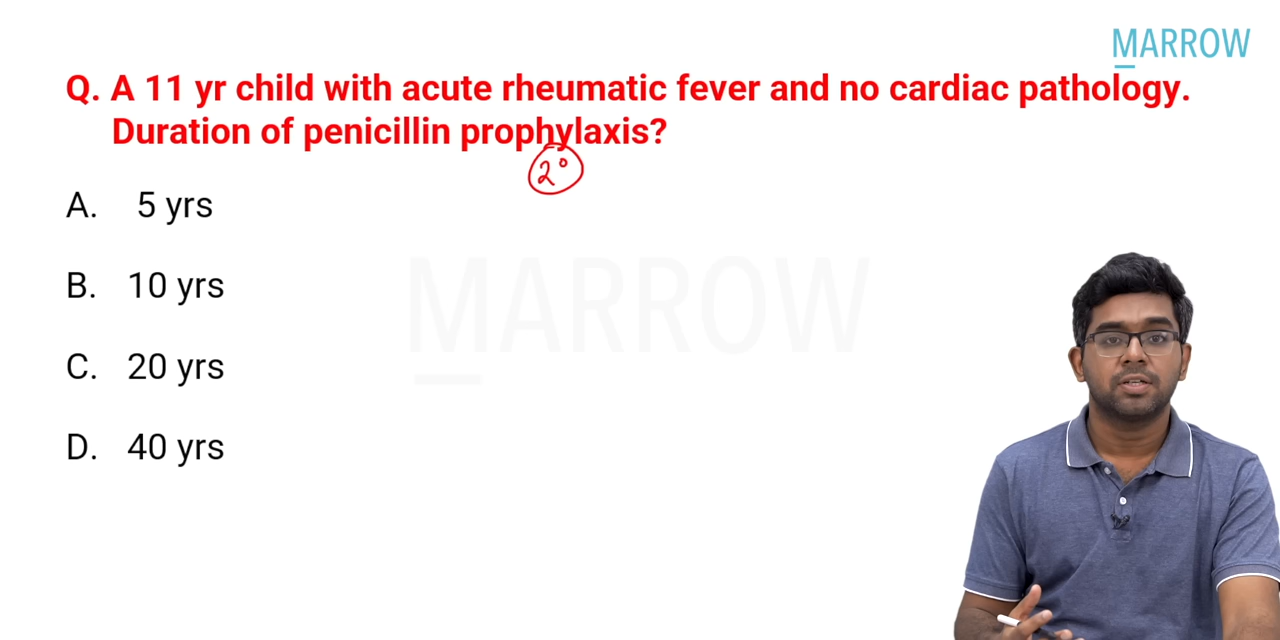 MARROW
Q. A 11 yr child with acute rheumatic fever and no cardiac pathology.
Duration of penicillin prophylaxis?
2°
A. 5 yrs
B. 10 yrs
C. 20 yrs
D. 40 yrs
MARROW